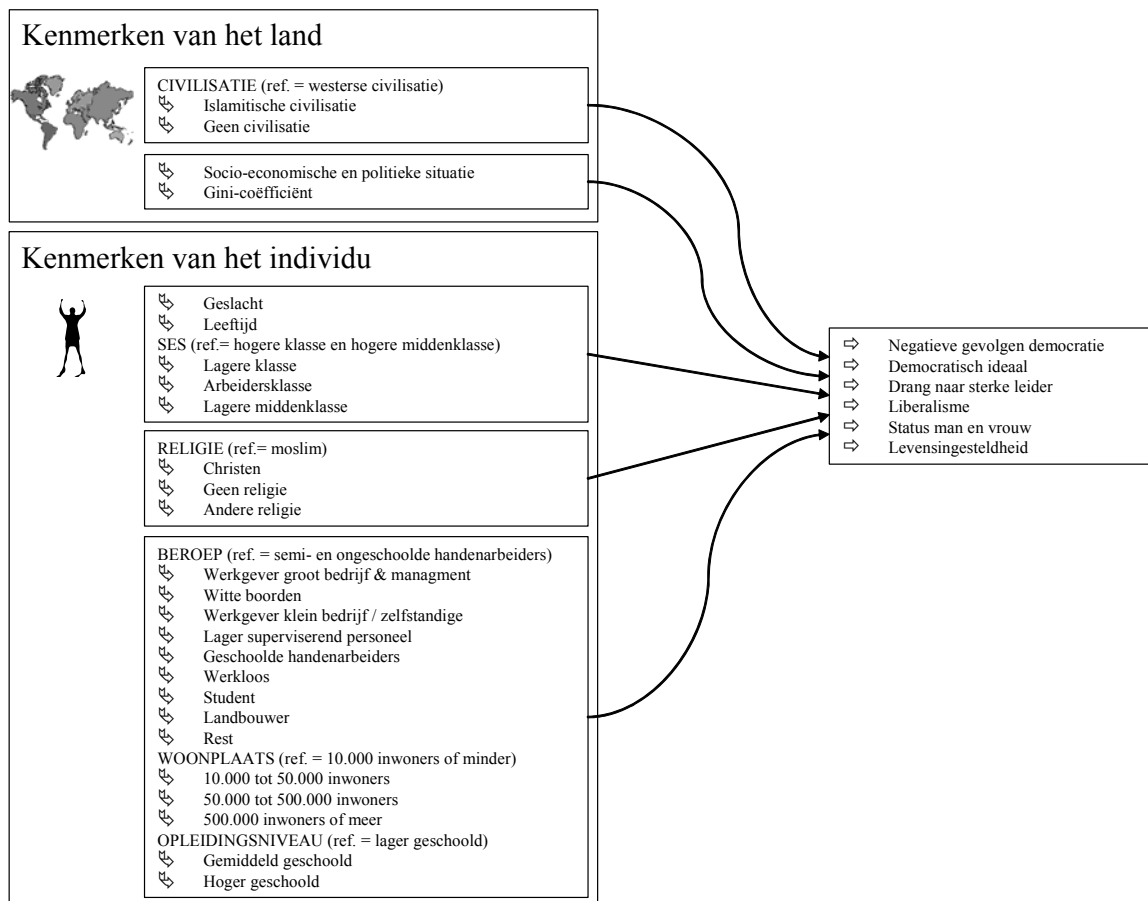 Kenmerken van het land
CIVILISATIE (ref. = westerse civilisatie)
Islamitische civilisatie
Geen civilisatie
Socio-economische en politieke situatie
Gini-coëfficiënt
Kenmerken van het individu
Geslacht
Leeftijd
SES (ref.= hogere klasse en hogere middenklasse)
Lagere klasse
Arbeidersklasse
Lagere middenklasse
RELIGIE (ref.= moslim)
Christen
Geen religie
Andere religie
BEROEP (ref. = semi- en ongeschoolde handenarbeiders)
Werkgever groot bedrijf & managment
Witte boorden
Werkgever klein bedrijf / zelfstandige
Lager superviserend personeel
Geschoolde handenarbeiders
Werkloos
Student
Landbouwer
Rest
WOONPLAATS (ref. = 10.000 inwoners of minder)
10.000 tot 50.000 inwoners
50.000 tot 500.000 inwoners
500.000 inwoners of meer
OPLEIDINGSNIVEAU (ref. = lager geschoold)
Gemiddeld geschoold
Hoger geschoold
Negatieve gevolgen democratie
Democratisch ideaal
Drang naar sterke leider
Liberalisme
Status man en vrouw
Levensingesteldheid